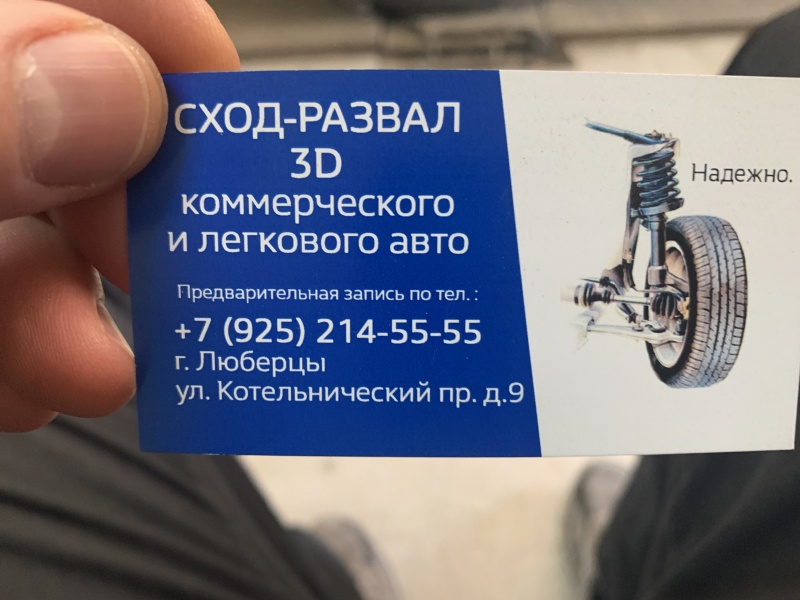 СХОД-РАЗВАЛ
3D
коммерческого
и легкового авто
Предварительная запись по тел.:
+7 (925) 214-55-55
г. Люберцы
ул. Котельнический пр. д.9
Надежно.